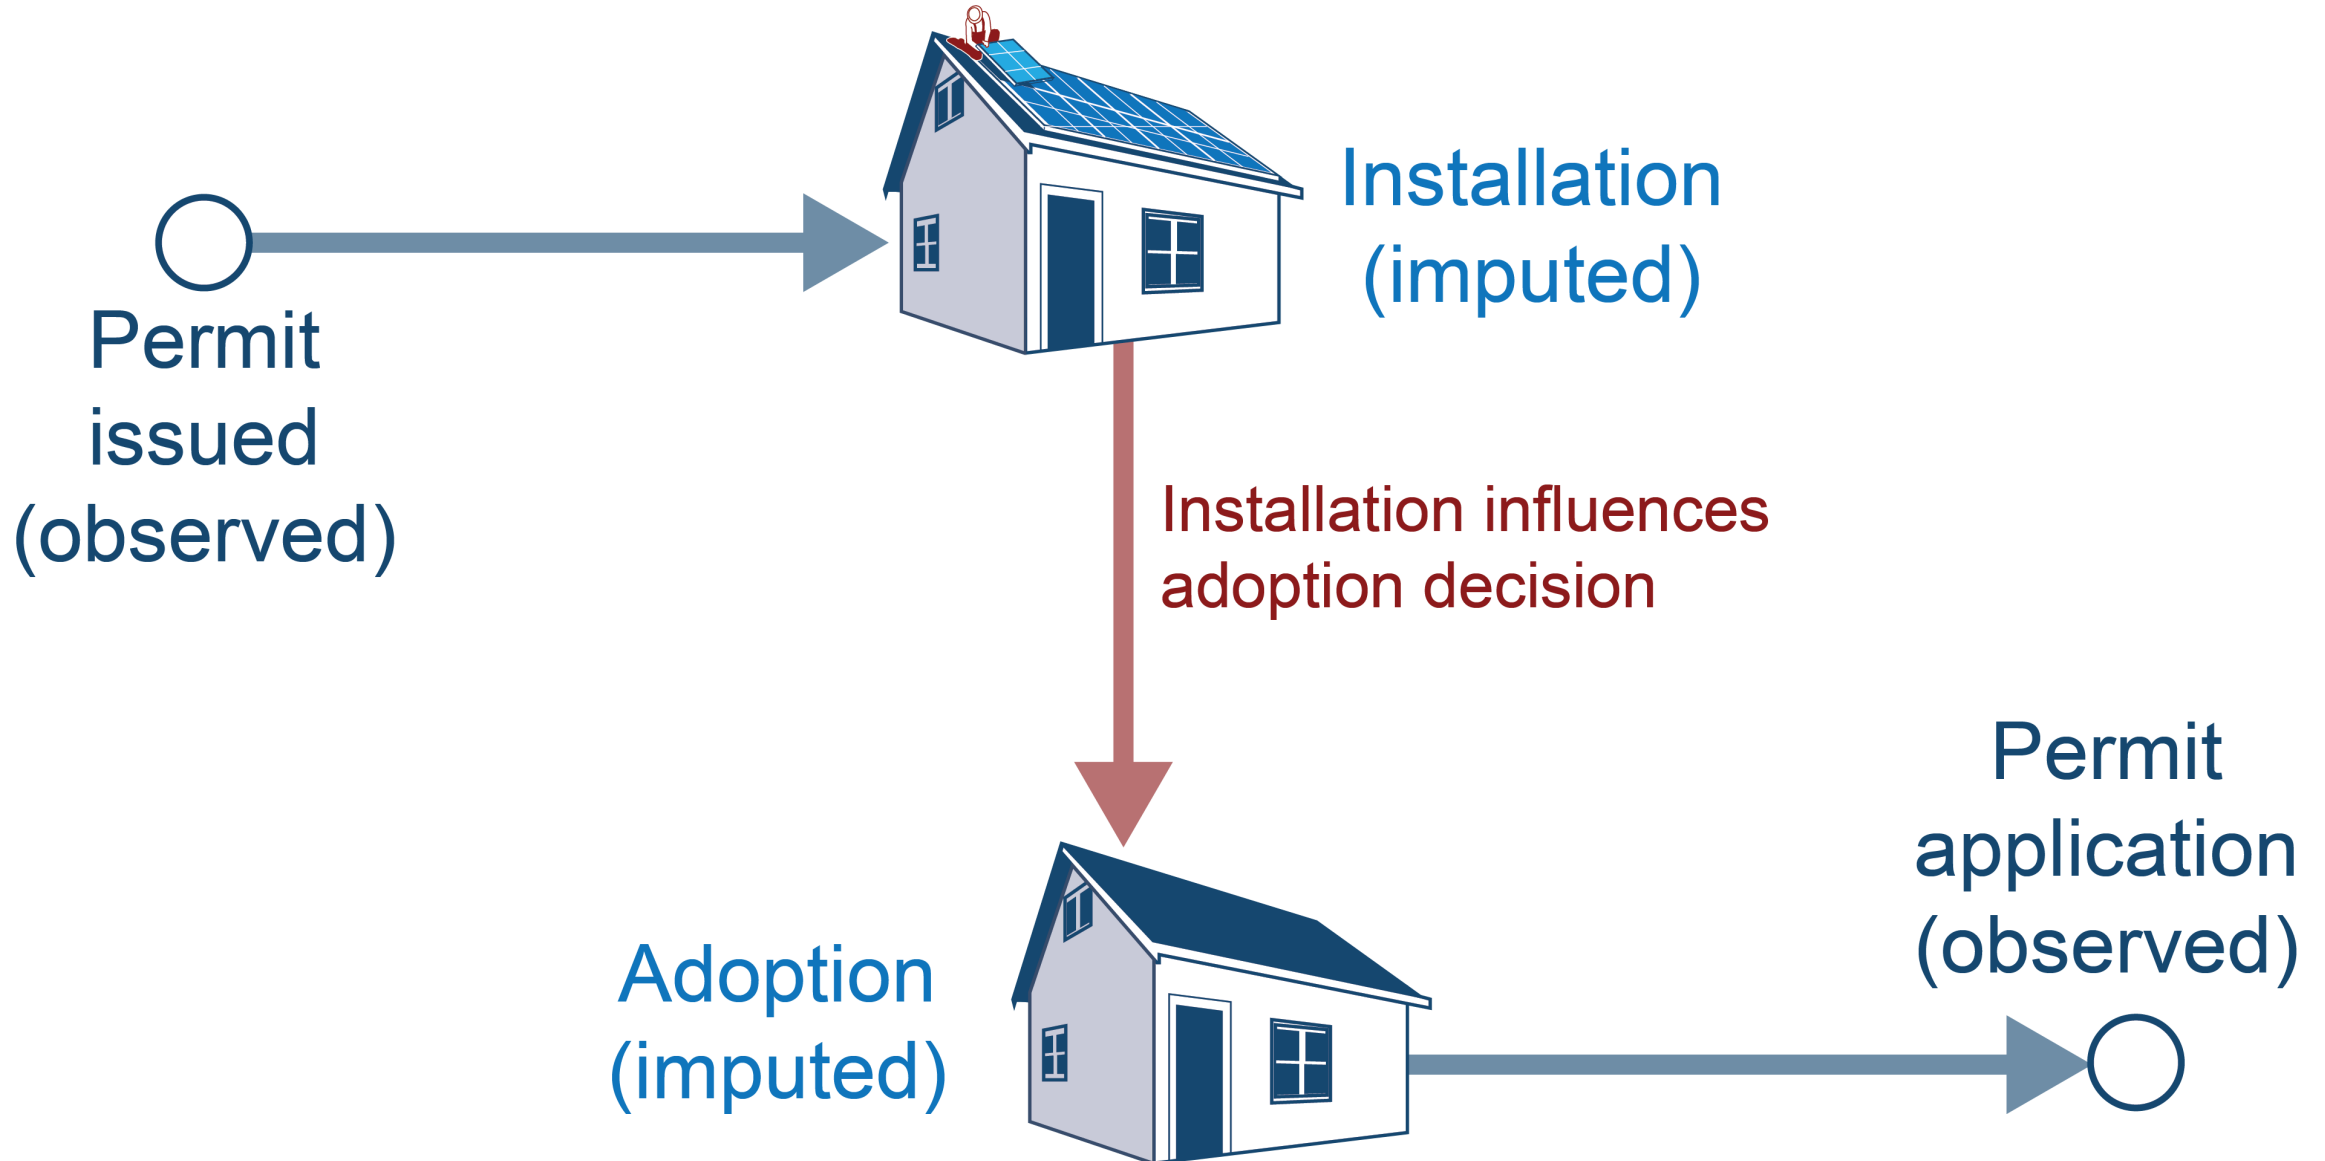 Installation
(imputed)
Permit
issued
(observed)
Installation influences
adoption decision
Permit
application
(observed)
Adoption
(imputed)